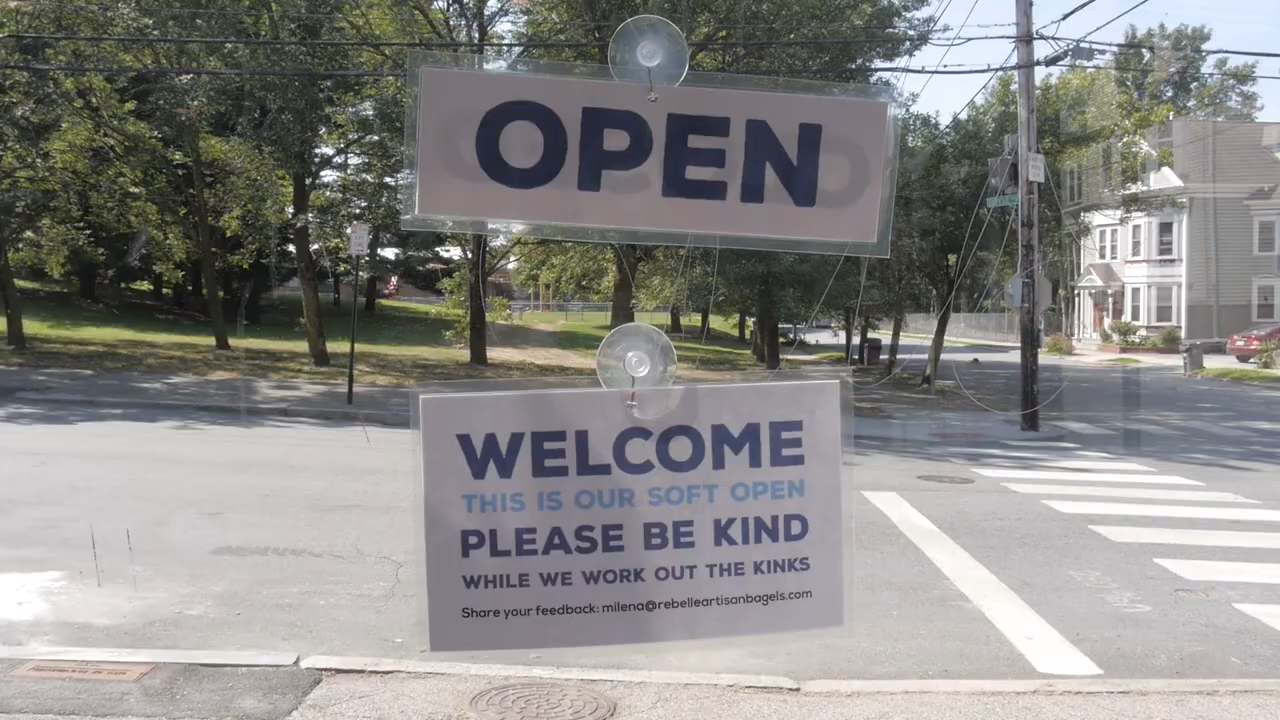 OPEN
WELCOME
THIS IS OUR SOFT OPEN
PLEASE BE KIND
WHILE WE WORK OUT THE KINKS
Share your feedback: milena@rebelleartisanbagels.com